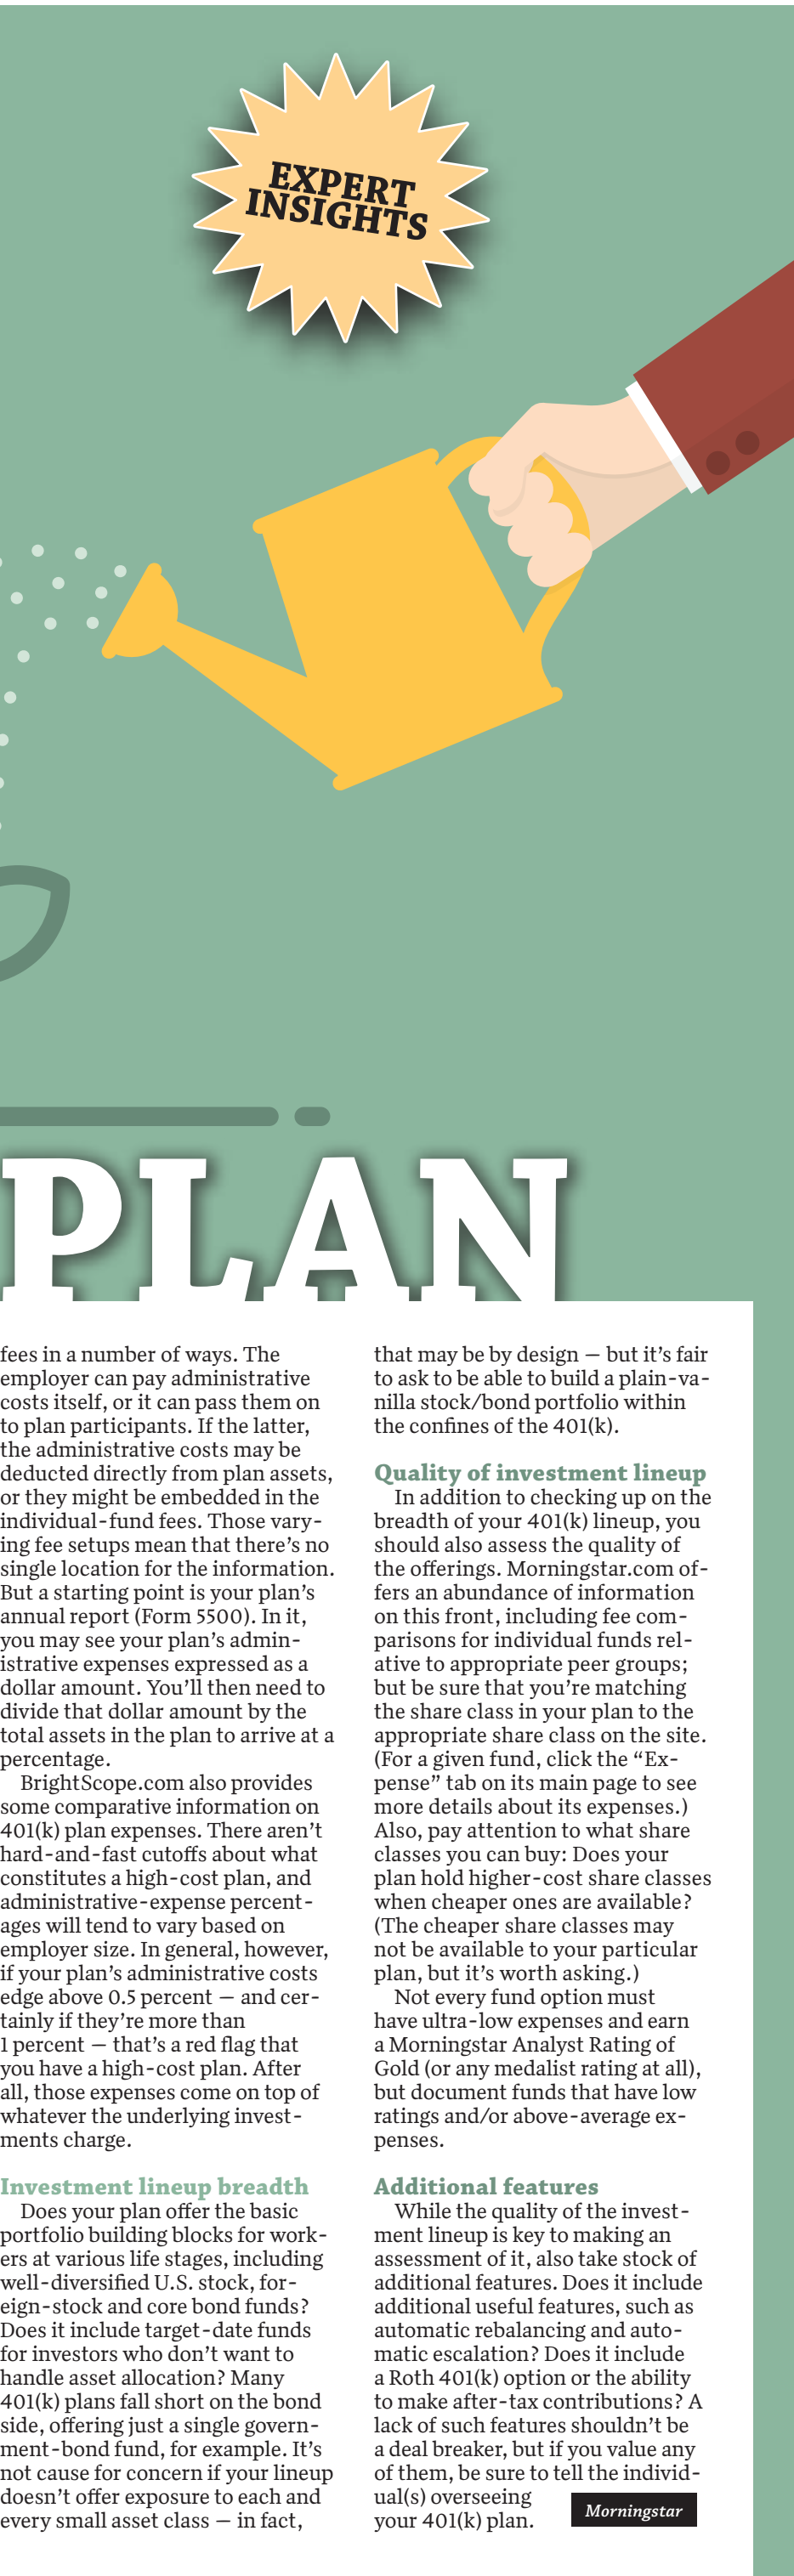 EXPERT
INSIGHTS
PLAN
fees in a number of ways. The
employer can pay administrative
costs itself, or it can pass them on
to plan participants. If the latter,
the administrative costs may be
deducted directly from plan assets,
or they might be embedded in the
individual-fund fees. Those vary-
ing fee setups mean that there’s no
single location for the information.
But a starting point is your plan’s
annual report (Form 5500). In it,
you may see your plan’s admin-
istrative expenses expressed as a
dollar amount. You’ll then need to
divide that dollar amount by the
total assets in the plan to arrive at a
percentage.
BrightScope.com also provides
some comparative information on
401(k) plan expenses. There aren’t
hard-and-fast cutoffs about what
constitutes a high-cost plan, and
administrative-expense percent-
ages will tend to vary based on
employer size. In general, however,
if your plan’s administrative costs
edge above 0.5 percent — and cer-
tainly if they’re more than
1 percent — that’s a red flag that
you have a high-cost plan. After
all, those expenses come on top of
whatever the underlying invest-
ments charge.
Investment lineup breadth
Does your plan offer the basic
portfolio building blocks for work-
ers at various life stages, including
well-diversified U.S. stock, for-
eign-stock and core bond funds?
Does it include target-date funds
for investors who don’t want to
handle asset allocation? Many
401(k) plans fall short on the bond
side, offering just a single govern-
ment-bond fund, for example. It’s
not cause for concern if your lineup
doesn’t offer exposure to each and
every small asset class — in fact,
that may be by design — but it’s fair
to ask to be able to build a plain-va-
nilla stock/bond portfolio within
the confines of the 401(k).
Quality of investment lineup
In addition to checking up on the
breadth of your 401(k) lineup, you
should also assess the quality of
the offerings. Morningstar.com of-
fers an abundance of information
on this front, including fee com-
parisons for individual funds rel-
ative to appropriate peer groups;
but be sure that you’re matching
the share class in your plan to the
appropriate share class on the site.
(For a given fund, click the “Ex-
pense” tab on its main page to see
more details about its expenses.)
Also, pay attention to what share
classes you can buy: Does your
plan hold higher-cost share classes
when cheaper ones are available?
(The cheaper share classes may
not be available to your particular
plan, but it’s worth asking.)
Not every fund option must
have ultra-low expenses and earn
a Morningstar Analyst Rating of
Gold (or any medalist rating at all),
but document funds that have low
ratings and/or above-average ex-
penses.
Additional features
While the quality of the invest-
ment lineup is key to making an
assessment of it, also take stock of
additional features. Does it include
additional useful features, such as
automatic rebalancing and auto-
matic escalation? Does it include
a Roth 401(k) option or the ability
to make after-tax contributions? A
lack of such features shouldn’t be
a deal breaker, but if you value any
of them, be sure to tell the individ-
ual(s) overseeing
your 401(k) plan.
Morningstar